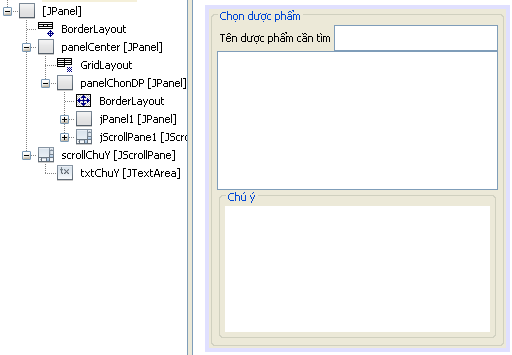 [JPanel]
BorderLayout
panelCenter [JPanel]
GridLayout
panelChonDP [JPanel]
BorderLayout
jPanel1 [JPanel]
jScrollPane1 [JScro
scrollChuY [JScrollPane]
txtChuY [JTextArea]
Chọn dược phẩm
Tên dược phẩm cần tìm
Chú ý